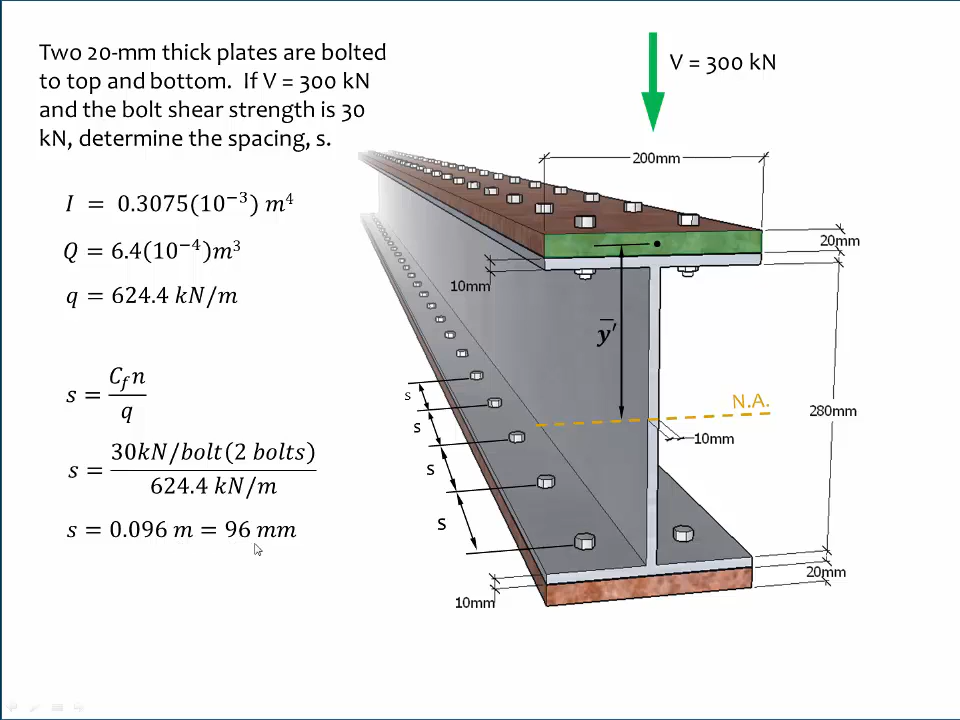 Two 20-mm thick plates are bolted
to top and bottom. If V = 300 kN
and the bolt shear strength is 30
kN, determine the spacing, s.
I = 0.3075(10⁻³) m⁴
Q = 6.4(10⁻⁴)m³
q = 624.4 kN/m
s = C_f n / q
s = 30kN/bolt(2 bolts) / 624.4 kN/m
s = 0.096 m = 96 mm
V = 300 kN
200mm
20mm
10mm
y̅′
N.A.
280mm
10mm
s
s
s
s
20mm
10mm